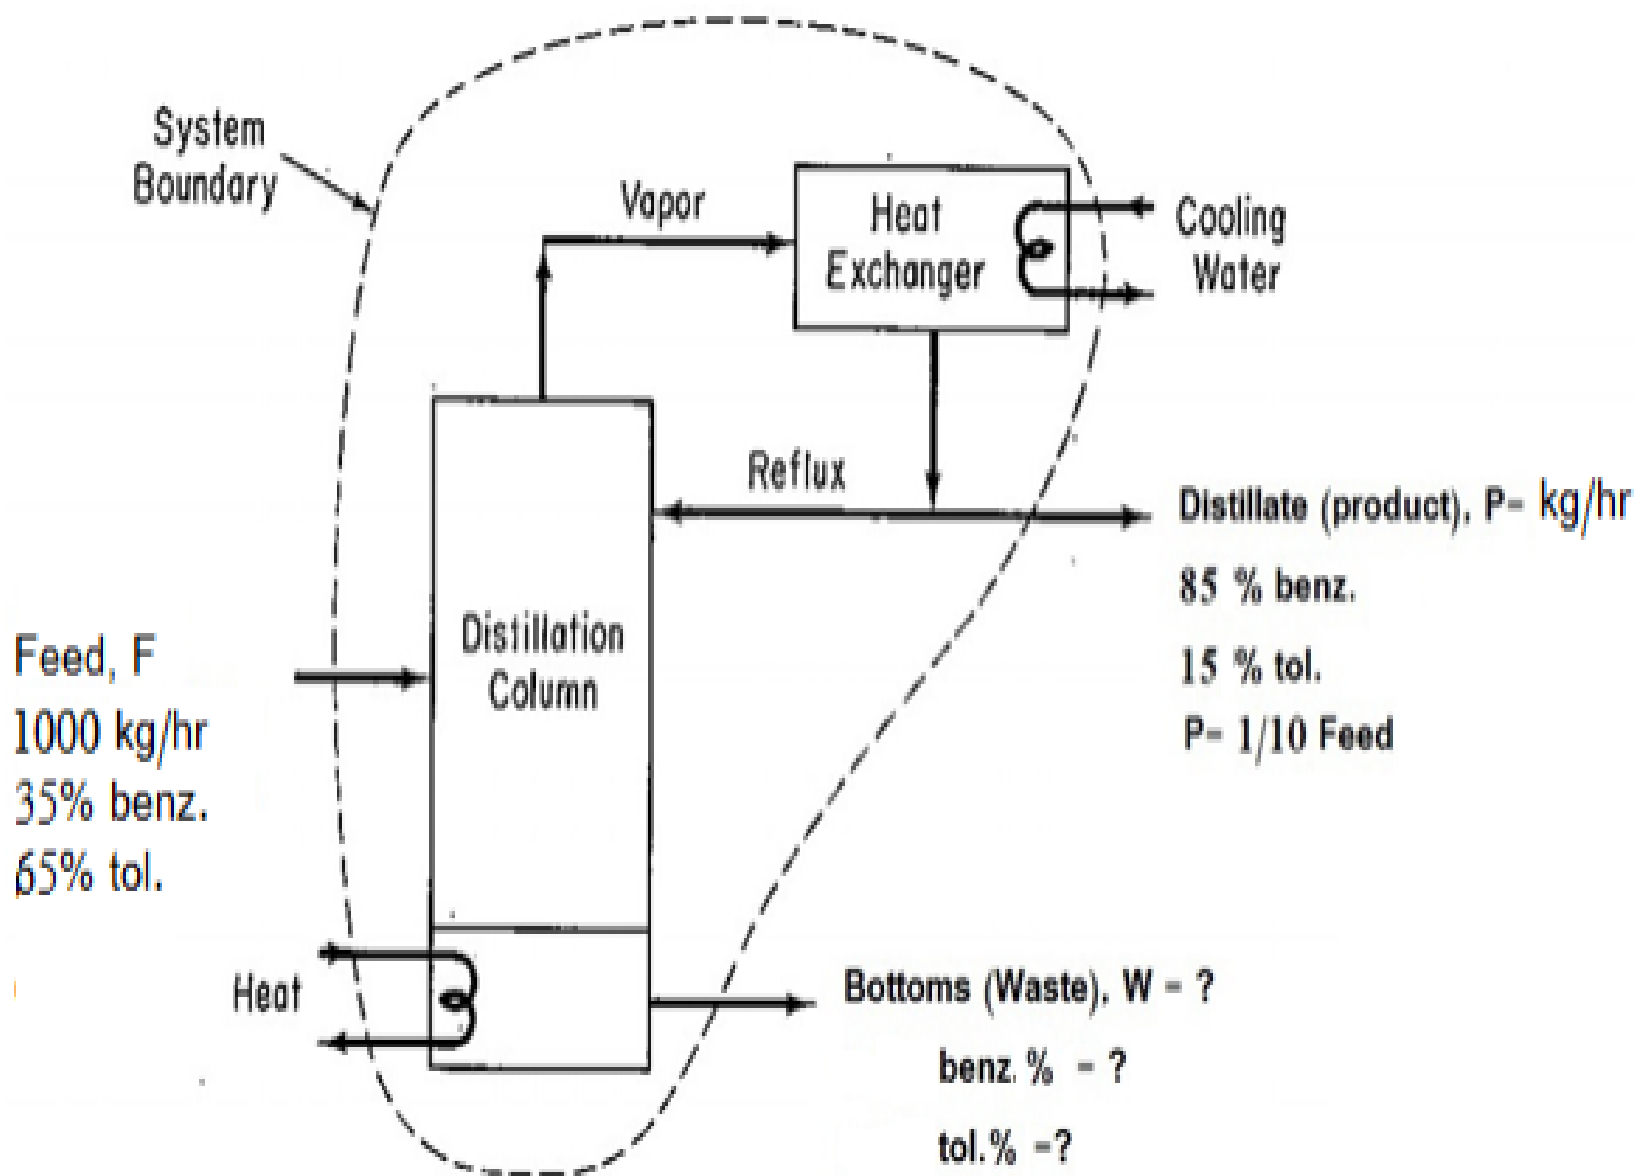 System
Boundary
Vapor
Heat
Exchanger
Cooling
Water
Reflux
Distillate (product), P- kg/hr
85 % benz.
15 % tol.
P- 1/10 Feed
Distillation
Column
Feed, F
1000 kg/hr
35% benz.
65% tol.
Heat
Bottoms (Waste), W - ?
benz. % - ?
tol.% -?